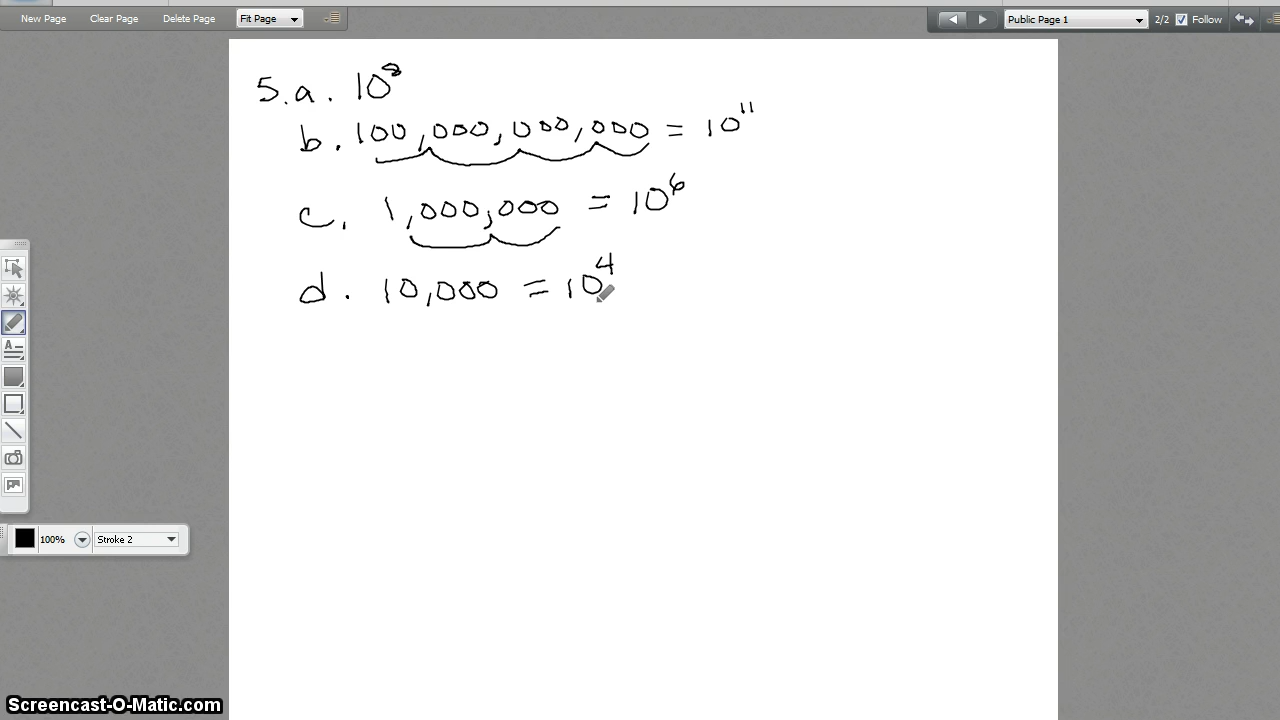 New Page Clear Page Delete Page Fit Page Public Page 1 2/2 Follow
5.a. 10⁸
b. 100,000,000,000 = 10¹¹
c. 1,000,000 = 10⁶
d. 10,000 = 10⁴
100% Stroke 2
Screencast-O-Matic.com